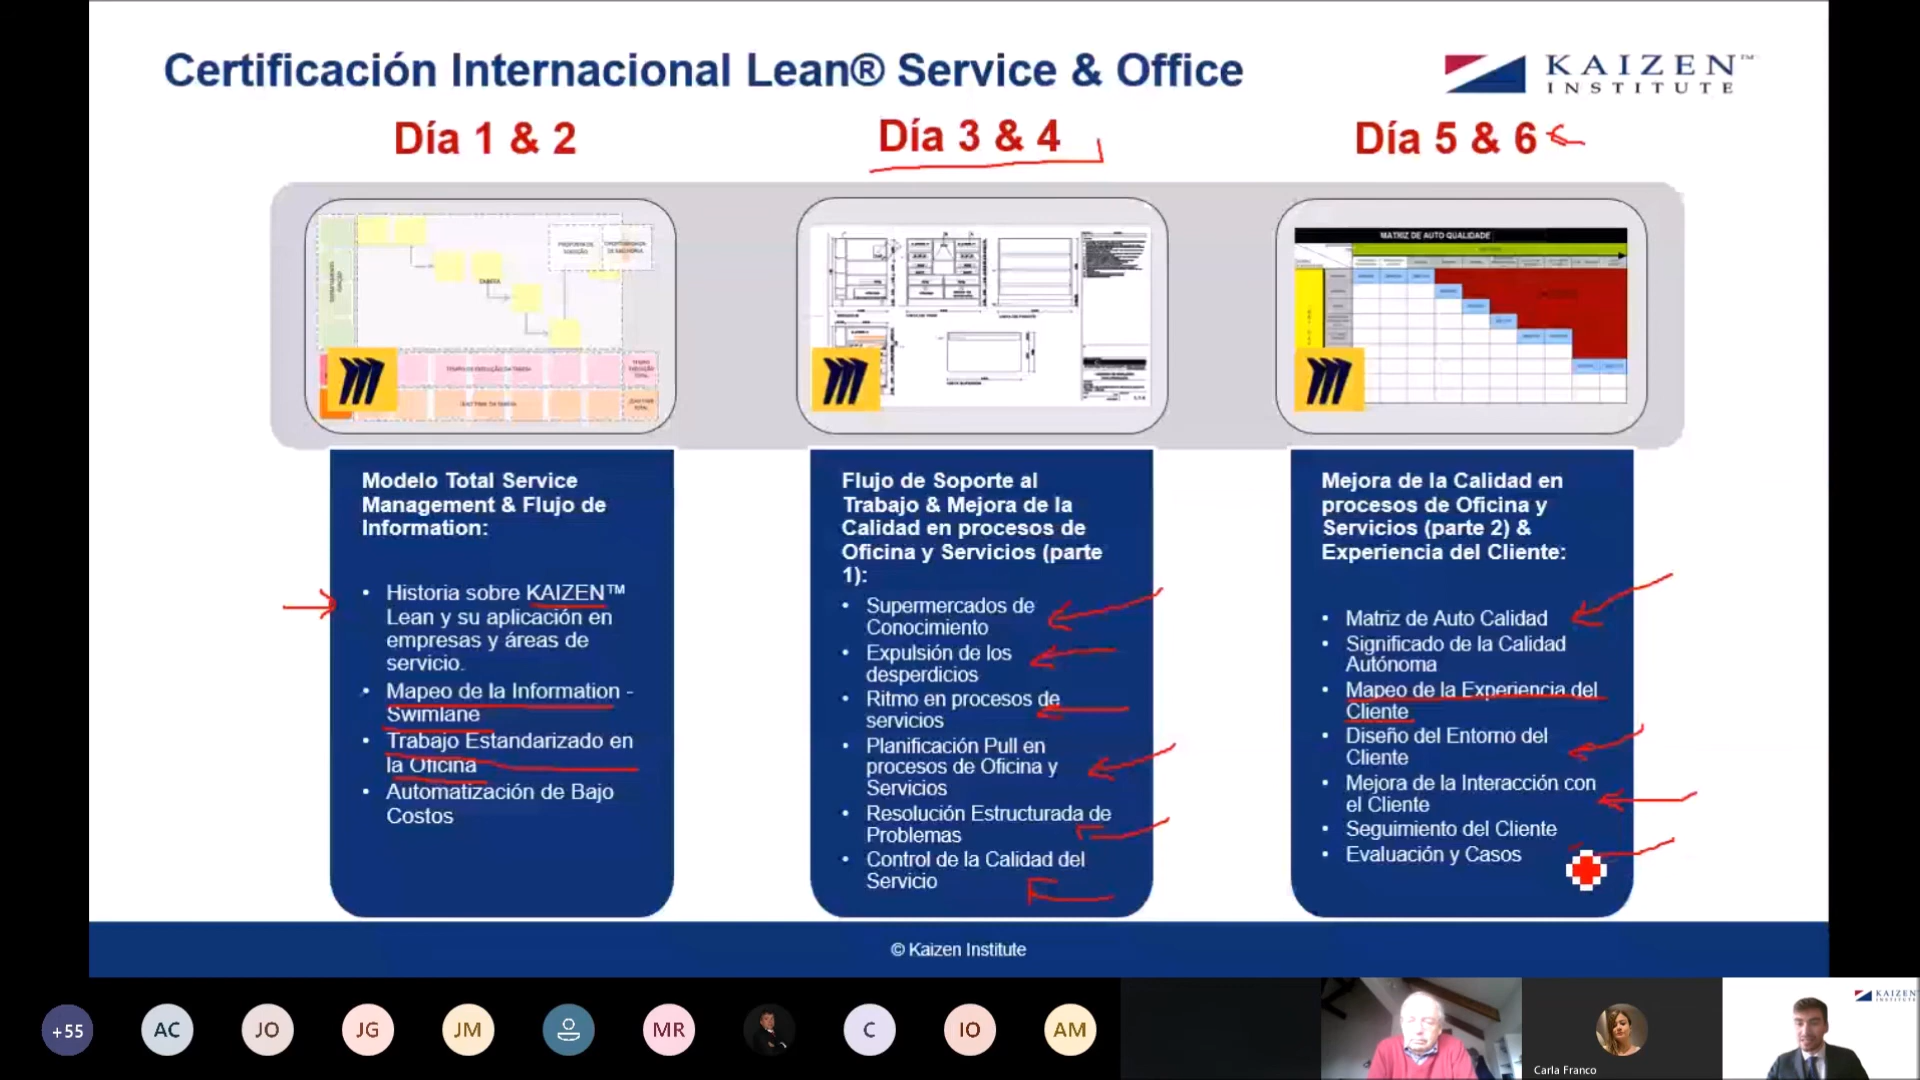 Certificación Internacional Lean® Service & Office
KAIZEN™
INSTITUTE
Día 1 & 2
Día 3 & 4
Día 5 & 6
TAREFA
MATRIZ DE AUTO QUALIDADE
Modelo Total Service
Management & Flujo de
Information:
• Historia sobre KAIZEN™
Lean y su aplicación en
empresas y áreas de
servicio.
• Mapeo de la Information -
Swimlane
• Trabajo Estandarizado en
la Oficina
• Automatización de Bajo
Costos
Flujo de Soporte al
Trabajo & Mejora de la
Calidad en procesos de
Oficina y Servicios (parte
1):
• Supermercados de
Conocimiento
• Expulsión de los
desperdicios
• Ritmo en procesos de
servicios
• Planificación Pull en
procesos de Oficina y
Servicios
• Resolución Estructurada de
Problemas
• Control de la Calidad del
Servicio
Mejora de la Calidad en
procesos de Oficina y
Servicios (parte 2) &
Experiencia del Cliente:
• Matriz de Auto Calidad
• Significado de la Calidad
Autónoma
• Mapeo de la Experiencia del
Cliente
• Diseño del Entorno del
Cliente
• Mejora de la Interacción con
el Cliente
• Seguimiento del Cliente
• Evaluación y Casos
© Kaizen Institute
+55
AC
JO
JG
JM
MR
C
IO
AM
Carla Franco
KAIZEN
INSTITUTE